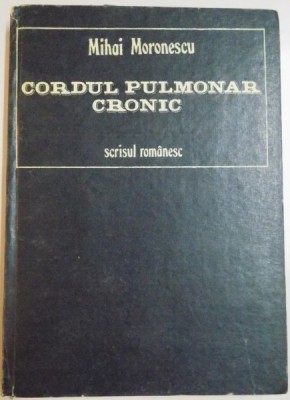 Mihai Moronescu
CORDUL PULMONAR
CRONIC
scrisul românesc